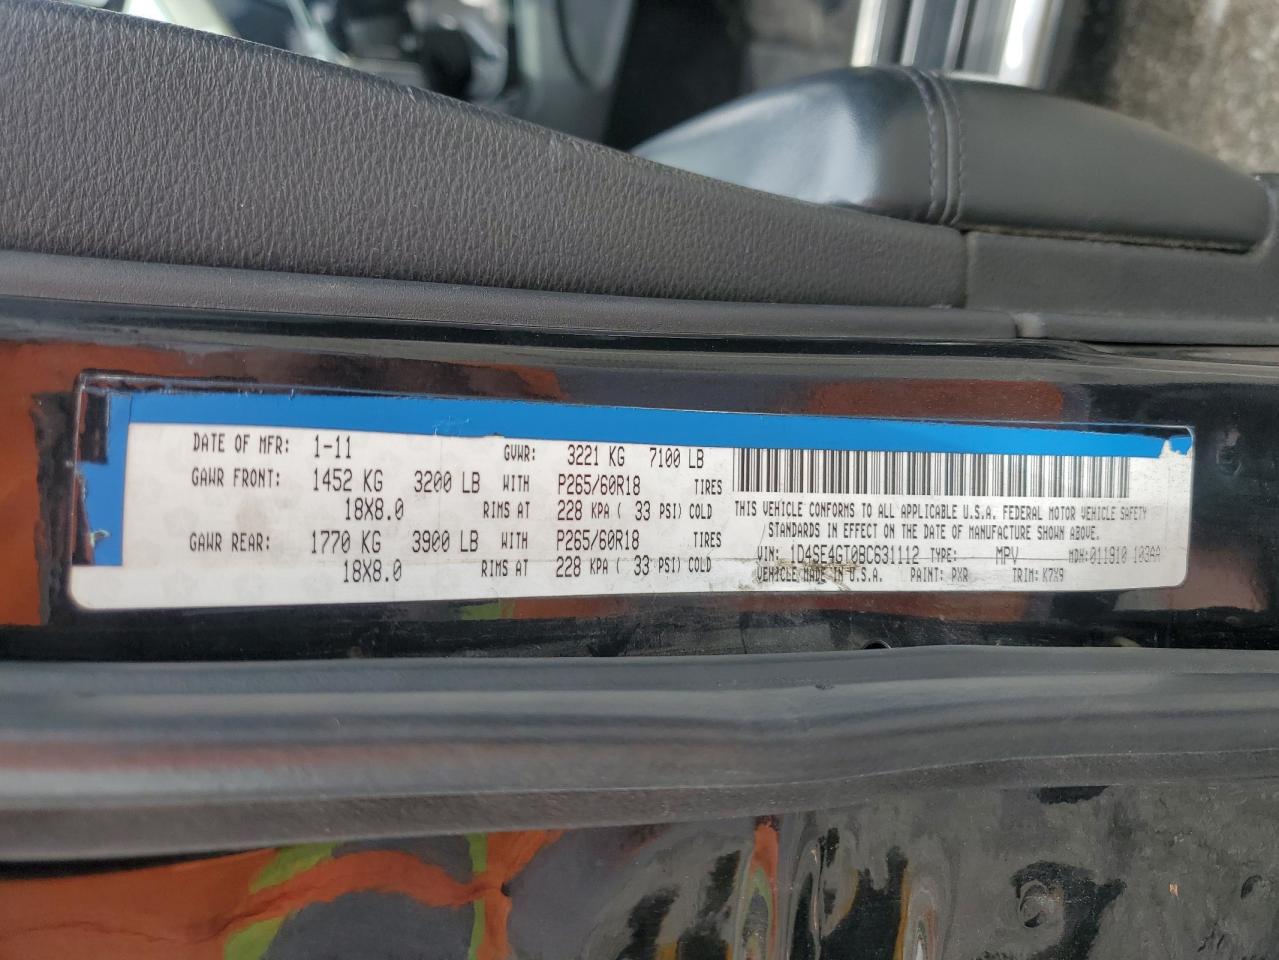 DATE OF MFR: 1-11 GVWR: 3221 KG 7100 LB
GAWR FRONT: 1452 KG 3200 LB WITH P265/60R18 TIRES
18X8.0 RIMS AT 228 KPA ( 33 PSI) COLD
GAWR REAR: 1770 KG 3900 LB WITH P265/60R18 TIRES
18X8.0 RIMS AT 228 KPA ( 33 PSI) COLD
THIS VEHICLE CONFORMS TO ALL APPLICABLE U.S.A. FEDERAL MOTOR VEHICLE SAFETY
STANDARDS IN EFFECT ON THE DATE OF MANUFACTURE SHOWN ABOVE.
VIN: 1D4SE4GT0BC631112 TYPE: MPV MDH: 011910 103AA
VEHICLE MADE IN U.S.A. PAINT: PXR TRIM: K7X9